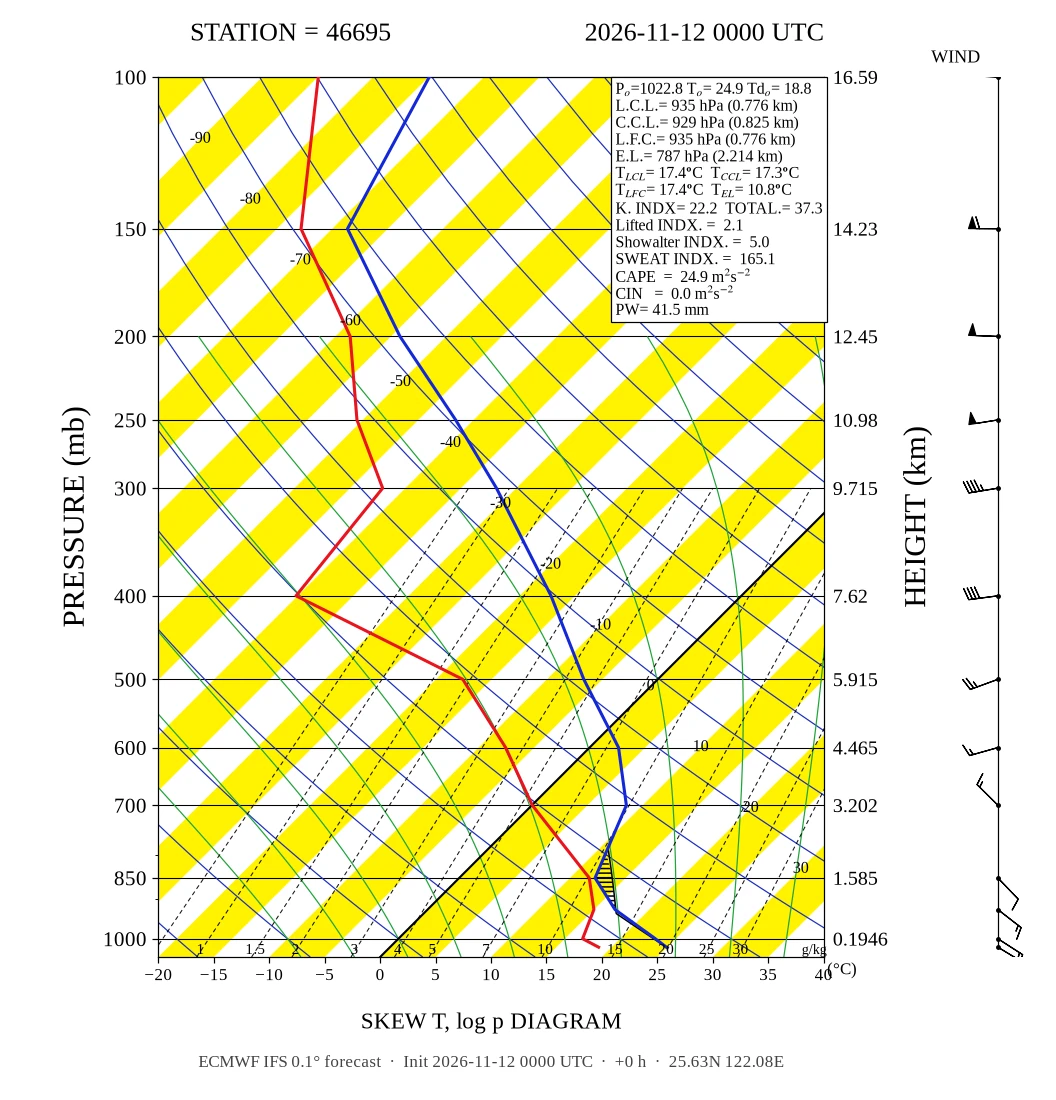 STATION = 46695
2026-11-12 0000 UTC
WIND
100
150
200
250
300
400
500
600
700
850
1000
PRESSURE (mb)
16.59
14.23
12.45
10.98
9.715
7.62
5.915
4.465
3.202
1.585
0.1946
HEIGHT (km)
Pₒ=1022.8 Tₒ= 24.9 Tdₒ= 18.8
L.C.L.= 935 hPa (0.776 km)
C.C.L.= 929 hPa (0.825 km)
L.F.C.= 935 hPa (0.776 km)
E.L.= 787 hPa (2.214 km)
T_LCL= 17.4°C T_CCL= 17.3°C
T_LFC= 17.4°C T_EL= 10.8°C
K. INDX= 22.2 TOTAL.= 37.3
Lifted INDX. = 2.1
Showalter INDX. = 5.0
SWEAT INDX. = 165.1
CAPE = 24.9 m²s⁻²
CIN = 0.0 m²s⁻²
PW= 41.5 mm
-90
-80
-70
-60
-50
-40
-30
-20
-10
0
10
20
30
1 1.5 2 3 4 5 7 10 15 20 25 30 g/kg
−20 −15 −10 −5 0 5 10 15 20 25 30 35 40 (°C)
SKEW T, log p DIAGRAM
ECMWF IFS 0.1° forecast · Init 2026-11-12 0000 UTC · +0 h · 25.63N 122.08E